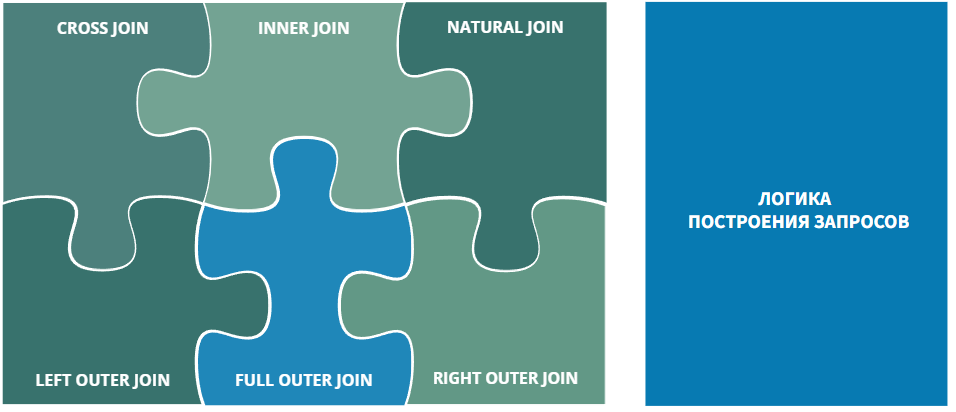 CROSS JOIN
INNER JOIN
NATURAL JOIN
LEFT OUTER JOIN
FULL OUTER JOIN
RIGHT OUTER JOIN
ЛОГИКА
ПОСТРОЕНИЯ ЗАПРОСОВ